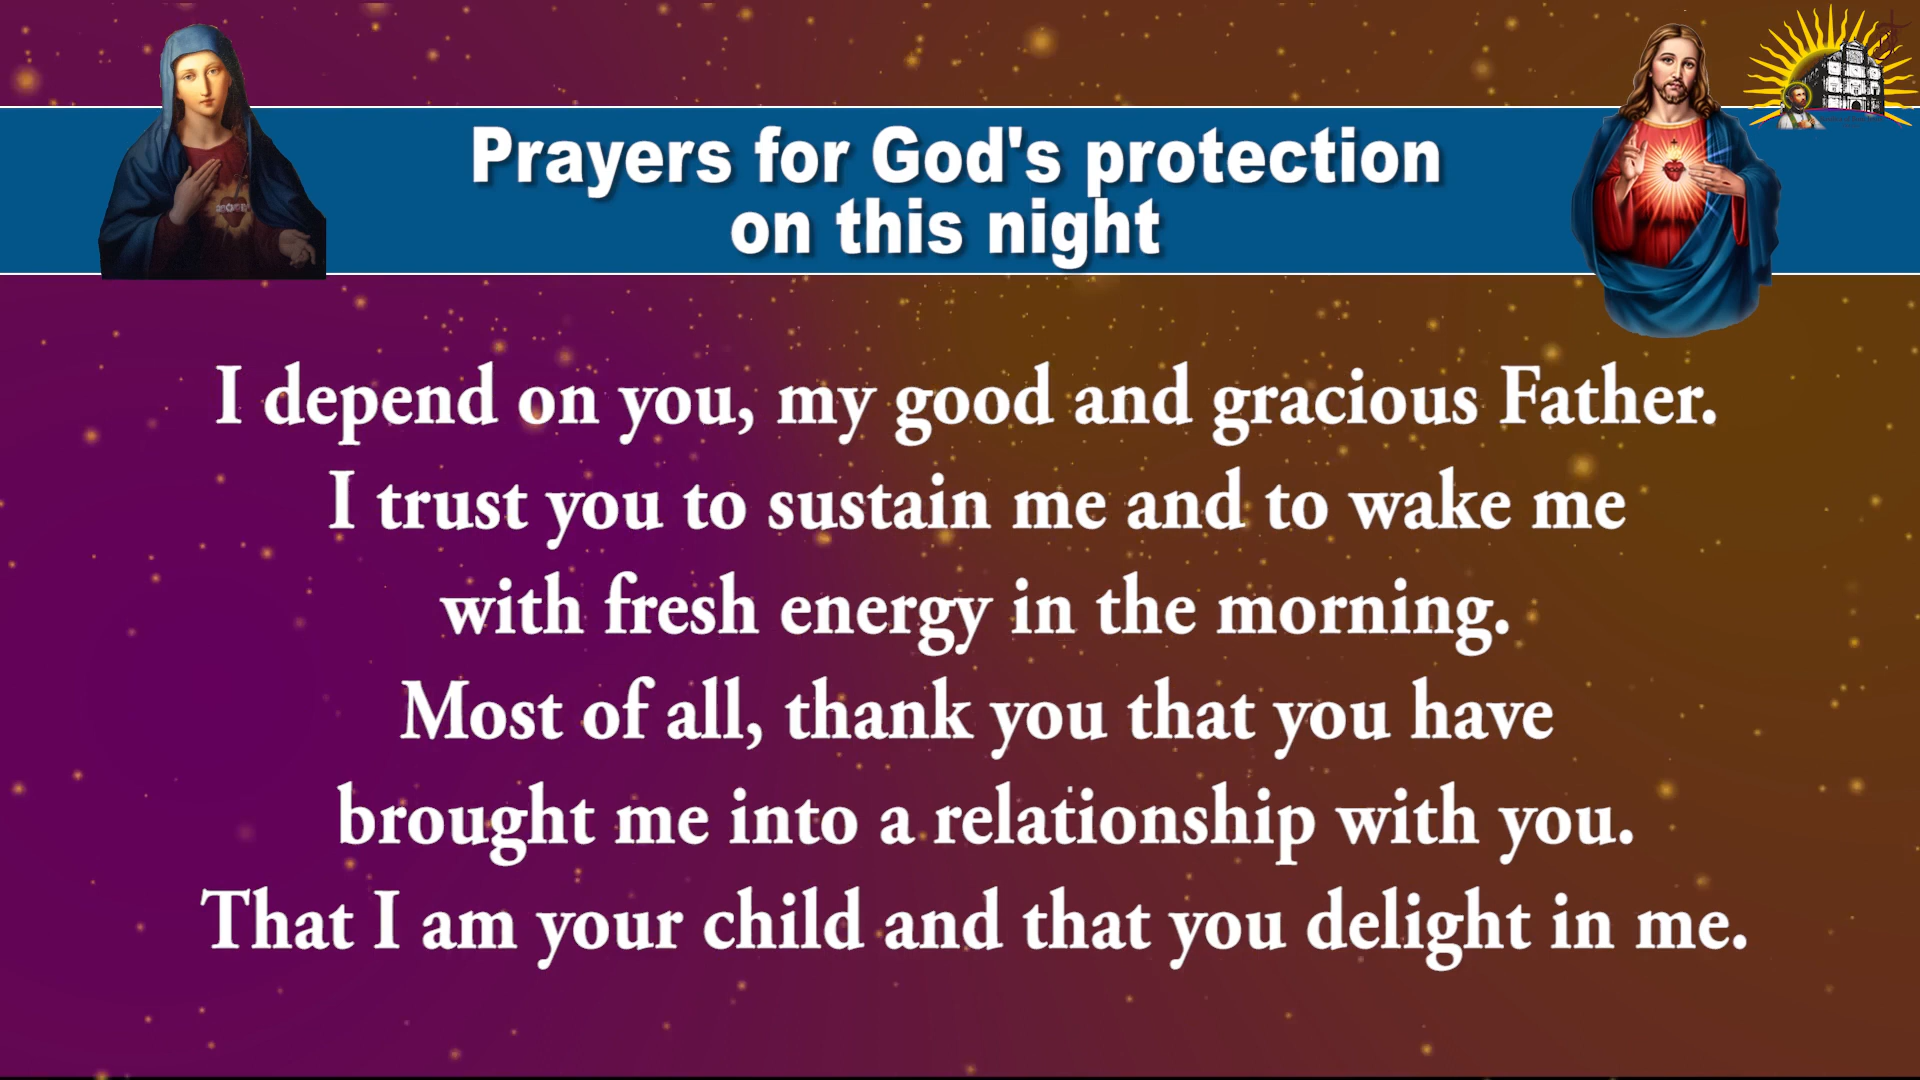 Prayers for God's protection
on this night
I depend on you, my good and gracious Father.
I trust you to sustain me and to wake me
with fresh energy in the morning.
Most of all, thank you that you have
brought me into a relationship with you.
That I am your child and that you delight in me.